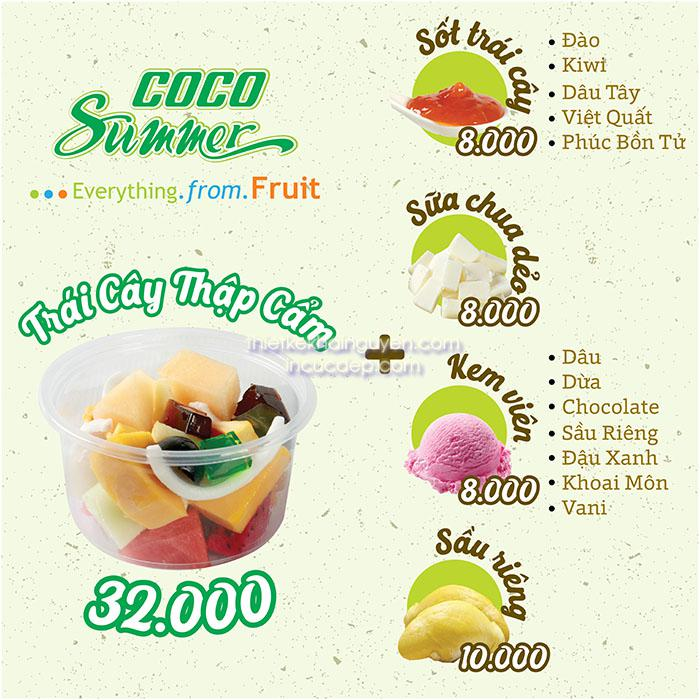 COCO
Summer
Everything.from.Fruit
Trái Cây Thập Cẩm
32.000
thietkekhainguyen.com
incucdep.com
+
Sốt trái cây
8.000
• Đào
• Kiwi
• Dâu Tây
• Việt Quất
• Phúc Bồn Tử
Sữa chua dẻo
8.000
Kem viên
8.000
• Dâu
• Dừa
• Chocolate
• Sầu Riêng
• Đậu Xanh
• Khoai Môn
• Vani
Sầu riêng
10.000